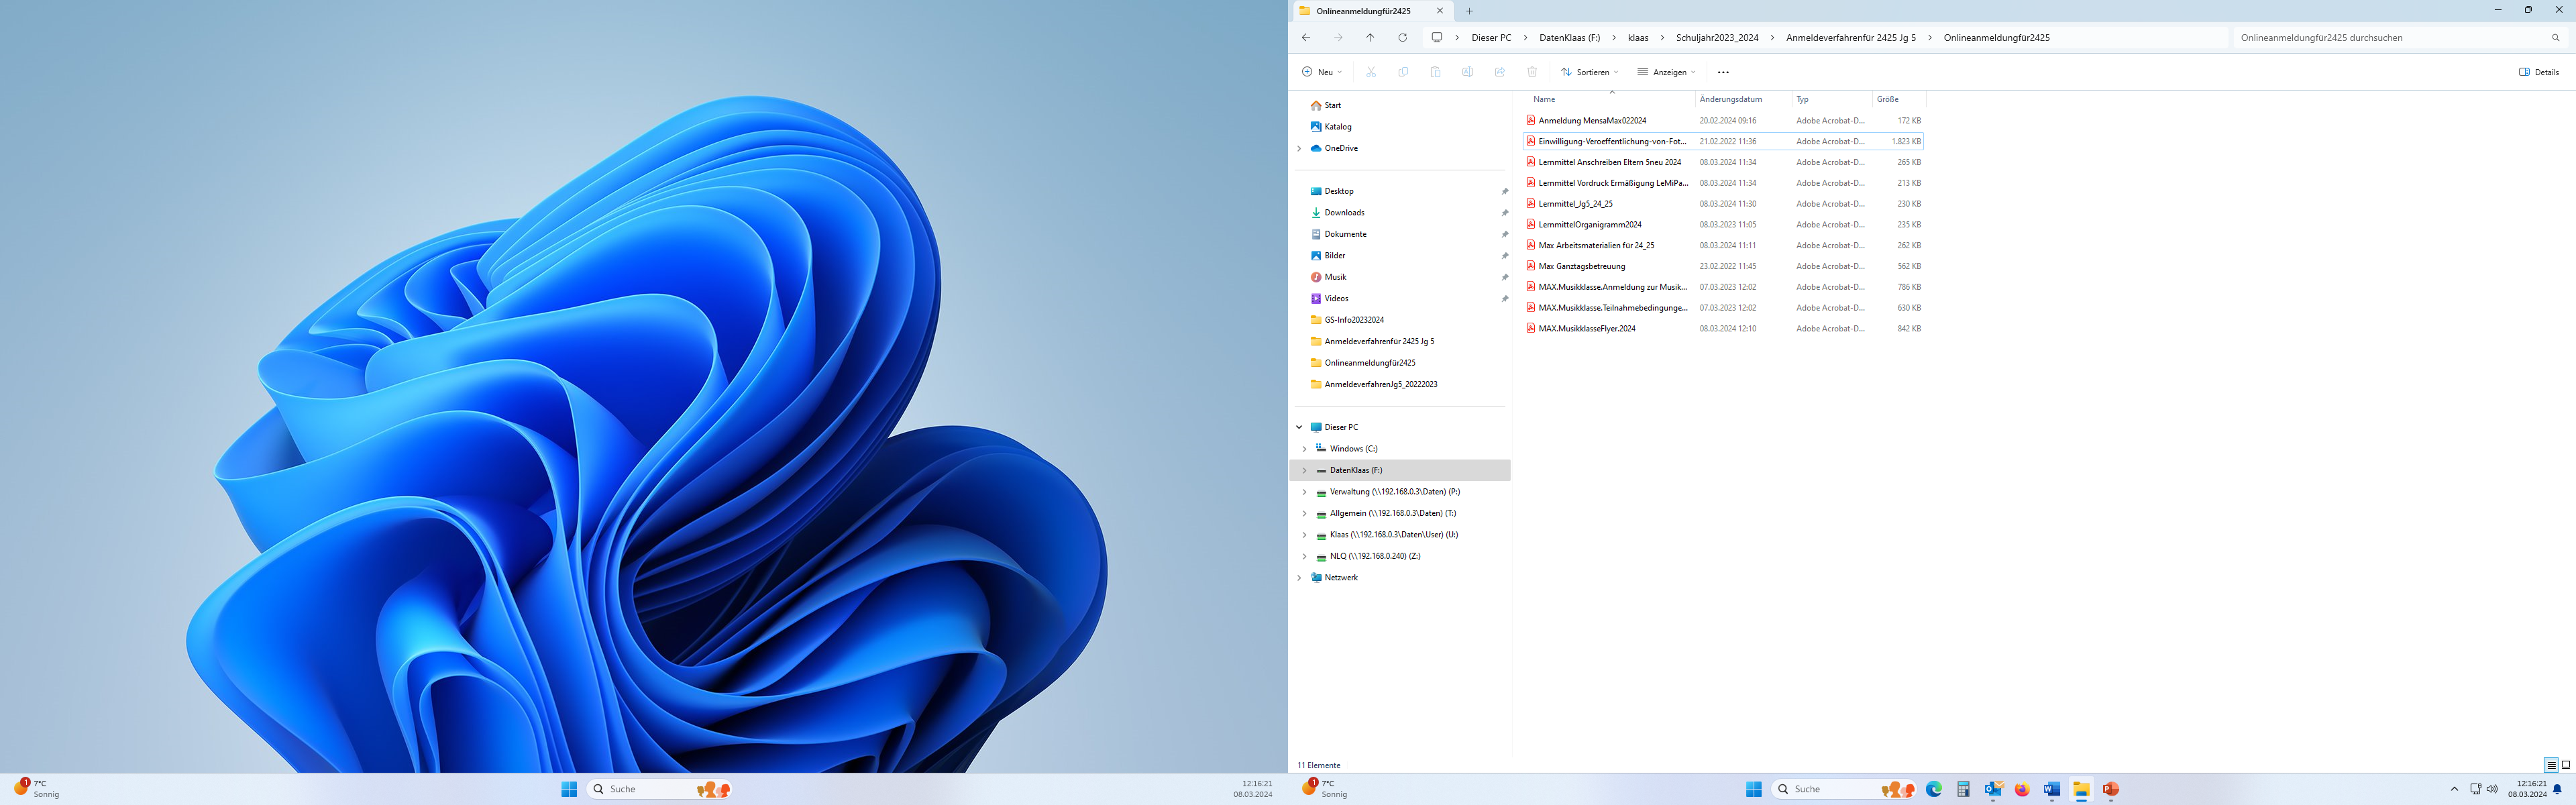 Onlineanmeldungfür2425
Dieser PC
DatenKlaas (F:)
klaas
Schuljahr2023_2024
Anmeldeverfahrenfür 2425 Jg 5
Onlineanmeldungfür2425
Onlineanmeldungfür2425 durchsuchen
Neu
Sortieren
Anzeigen
Details
Start
Katalog
OneDrive
Desktop
Downloads
Dokumente
Bilder
Musik
Videos
GS-Info20232024
Anmeldeverfahrenfür 2425 Jg 5
Onlineanmeldungfür2425
AnmeldeverfahrenJg5_20222023
Dieser PC
Windows (C:)
DatenKlaas (F:)
Verwaltung (\\192.168.0.3\Daten) (P:)
Allgemein (\\192.168.0.3\Daten) (T:)
Klaas (\\192.168.0.3\Daten\User) (U:)
NLQ (\\192.168.0.240) (Z:)
Netzwerk
Name Änderungsdatum Typ Größe
Anmeldung MensaMax022024 20.02.2024 09:16 Adobe Acrobat-D... 172 KB
Einwilligung-Veroeffentlichung-von-Fot... 21.02.2022 11:36 Adobe Acrobat-D... 1.823 KB
Lernmittel Anschreiben Eltern 5neu 2024 08.03.2024 11:34 Adobe Acrobat-D... 265 KB
Lernmittel Vordruck Ermäßigung LeMiPa... 08.03.2024 11:34 Adobe Acrobat-D... 213 KB
Lernmittel_Jg5_24_25 08.03.2024 11:30 Adobe Acrobat-D... 230 KB
LernmittelOrganigramm2024 08.03.2023 11:05 Adobe Acrobat-D... 235 KB
Max Arbeitsmaterialien für 24_25 08.03.2024 11:11 Adobe Acrobat-D... 262 KB
Max Ganztagsbetreuung 23.02.2022 11:45 Adobe Acrobat-D... 562 KB
MAX.Musikklasse.Anmeldung zur Musik... 07.03.2023 12:02 Adobe Acrobat-D... 786 KB
MAX.Musikklasse.Teilnahmebedingunge... 07.03.2023 12:02 Adobe Acrobat-D... 630 KB
MAX.MusikklasseFlyer.2024 08.03.2024 12:10 Adobe Acrobat-D... 842 KB
11 Elemente
1
7°C
Sonnig
Suche
12:16:21
08.03.2024
1
7°C
Sonnig
Suche
12:16:21
08.03.2024